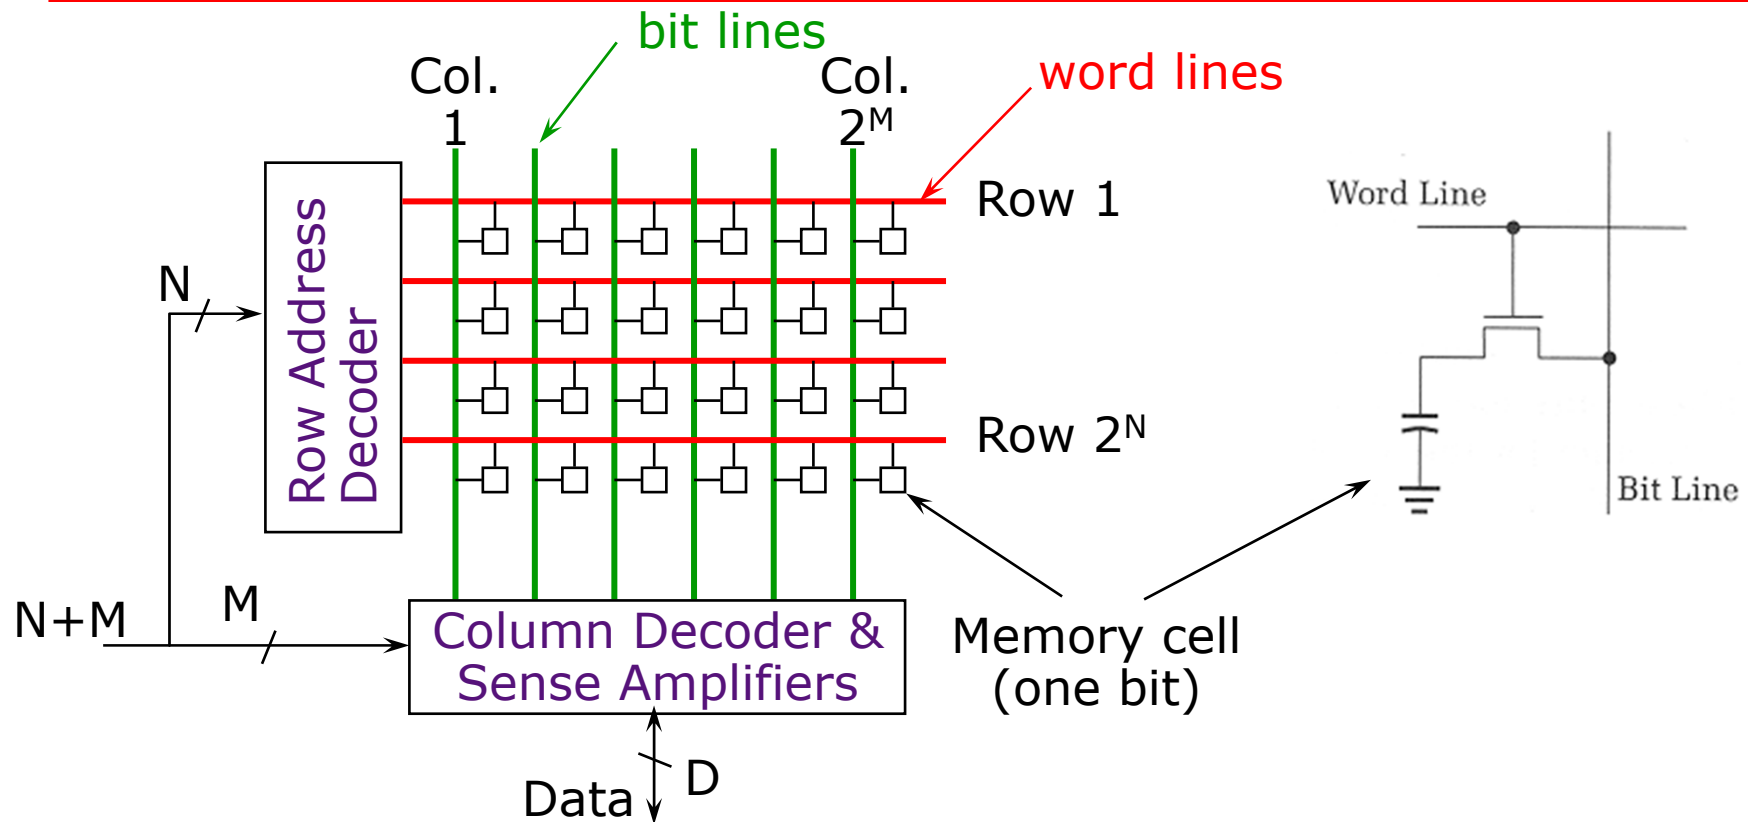 bit lines
Col.
1
Col.
2ᴹ
word lines
Row 1
Word Line
Row Address
Decoder
N
Row 2ᴺ
Bit Line
N+M
M
Column Decoder &
Sense Amplifiers
Memory cell
(one bit)
Data
D